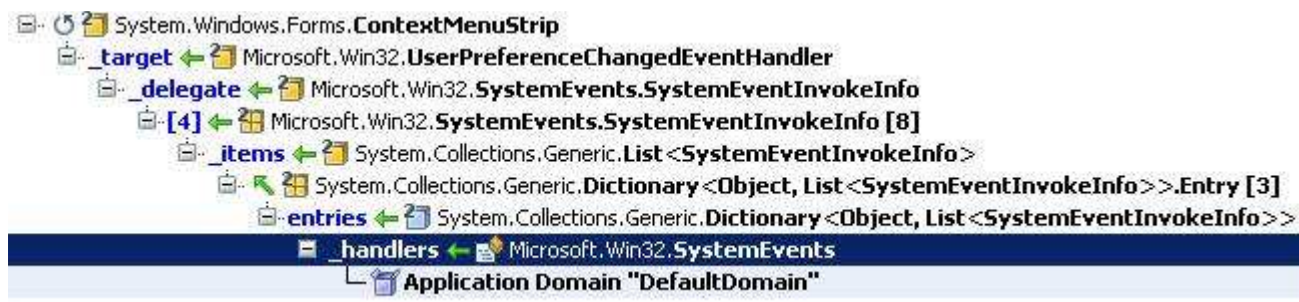 System.Windows.Forms.ContextMenuStrip
_target Microsoft.Win32.UserPreferenceChangedEventHandler
_delegate Microsoft.Win32.SystemEvents.SystemEventInvokeInfo
[4] Microsoft.Win32.SystemEvents.SystemEventInvokeInfo [8]
_items System.Collections.Generic.List<SystemEventInvokeInfo>
System.Collections.Generic.Dictionary<Object, List<SystemEventInvokeInfo>>.Entry [3]
entries System.Collections.Generic.Dictionary<Object, List<SystemEventInvokeInfo>>
_handlers Microsoft.Win32.SystemEvents
Application Domain "DefaultDomain"